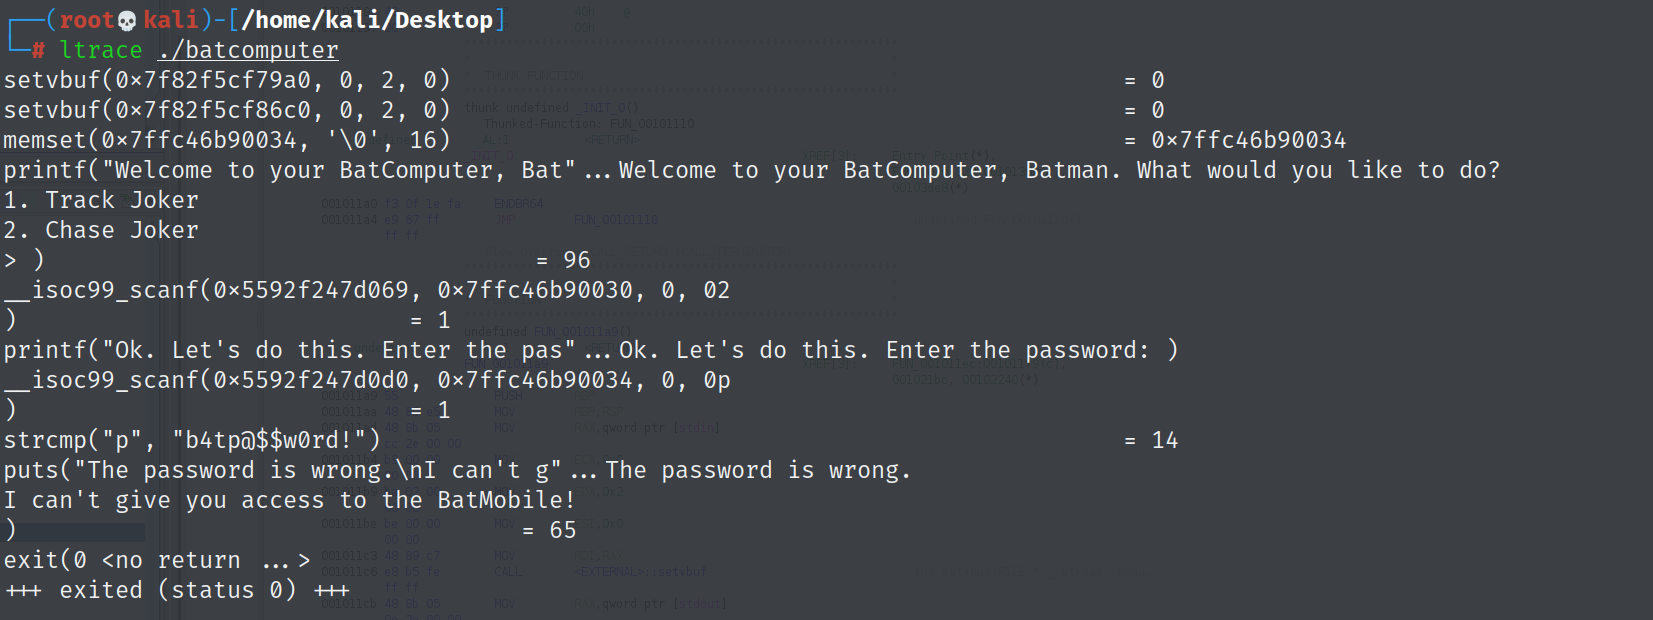 ┌──(root💀kali)-[/home/kali/Desktop]
└─# ltrace ./batcomputer
setvbuf(0×7f82f5cf79a0, 0, 2, 0) = 0
setvbuf(0×7f82f5cf86c0, 0, 2, 0) = 0
memset(0×7ffc46b90034, '\0', 16) = 0×7ffc46b90034
printf("Welcome to your BatComputer, Bat"...Welcome to your BatComputer, Batman. What would you like to do?
1. Track Joker
2. Chase Joker
> ) = 96
__isoc99_scanf(0×5592f247d069, 0×7ffc46b90030, 0, 02
) = 1
printf("Ok. Let's do this. Enter the pas"...Ok. Let's do this. Enter the password: )
__isoc99_scanf(0×5592f247d0d0, 0×7ffc46b90034, 0, 0p
) = 1
strcmp("p", "b4tp@$$w0rd!") = 14
puts("The password is wrong.\nI can't g"...The password is wrong.
I can't give you access to the BatMobile!
) = 65
exit(0 <no return ...>
+++ exited (status 0) +++